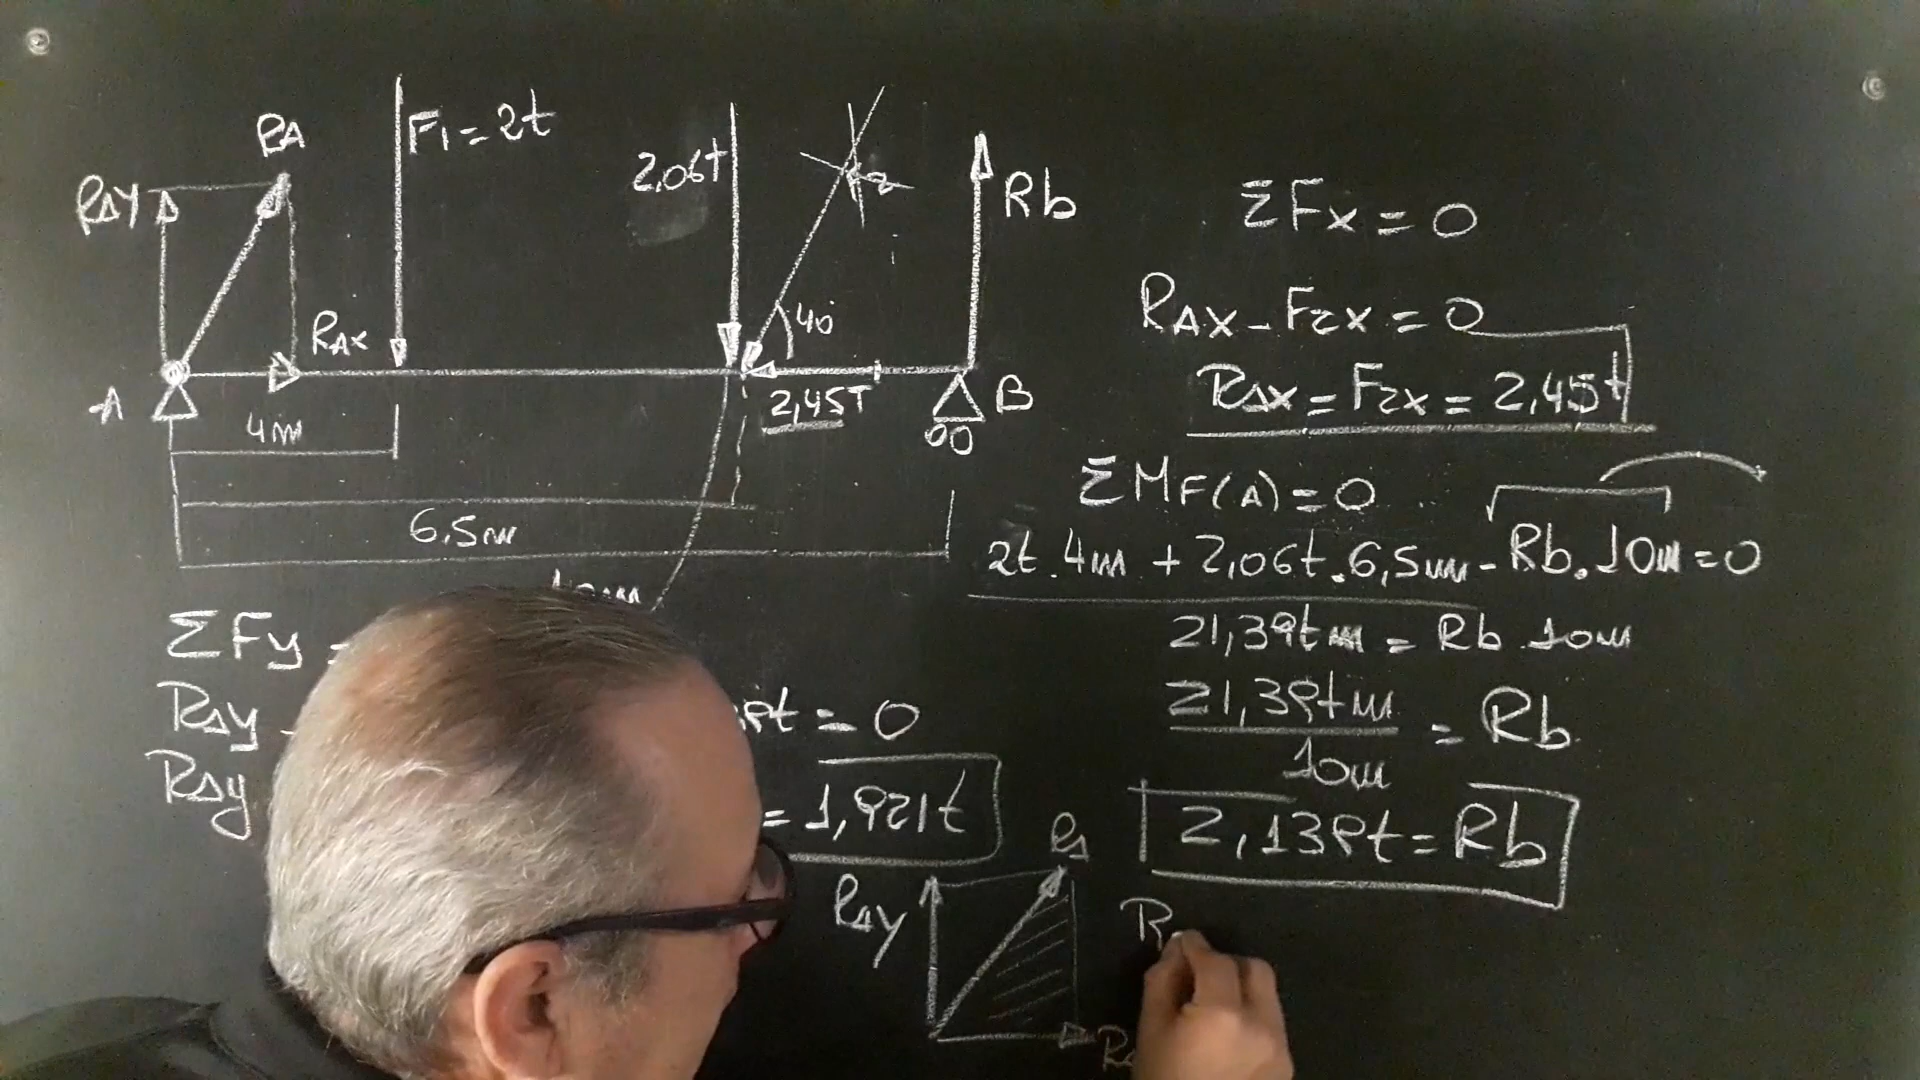 RA
F1 = 2t
2,06t
RAy
Rb
RAx
40
A
2,45T
B
4m
6,5m
ΣFy =
RAy -
t = 0
RAy
= 1,921t
RAy
RA
ΣFx = 0
RAx - F2x = 0
RAx = F2x = 2,45t
ΣMF(A) = 0
2t . 4m + 2,06t . 6,5m - Rb . 10m = 0
21,39tm = Rb . 10m
21,39tm
10m
= Rb
2,139t = Rb
R